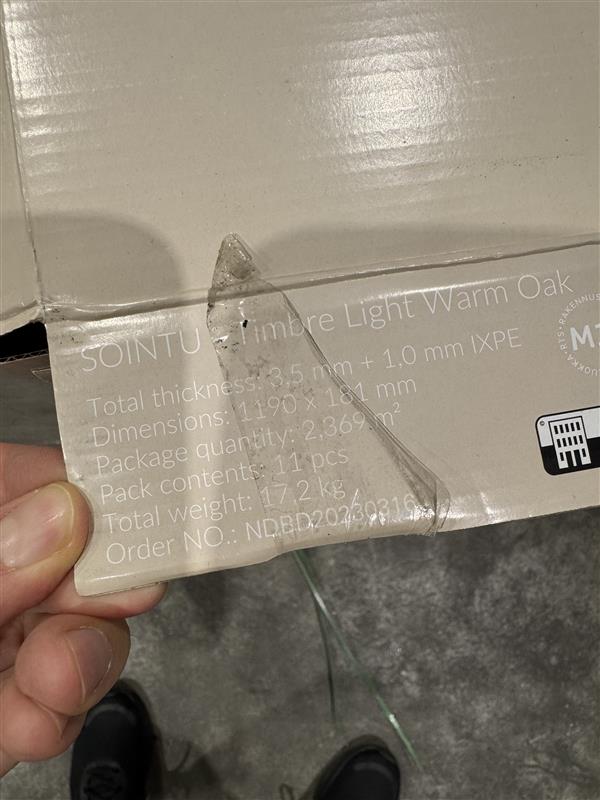 SOINTU - Timbre Light Warm Oak
Total thickness: 3,5 mm + 1,0 mm IXPE
Dimensions: 1190 x 181 mm
Package quantity: 2,369 m²
Pack contents: 11 pcs
Total weight: 17.2 kg
Order NO.: NDBD20230316
RAKENNUS